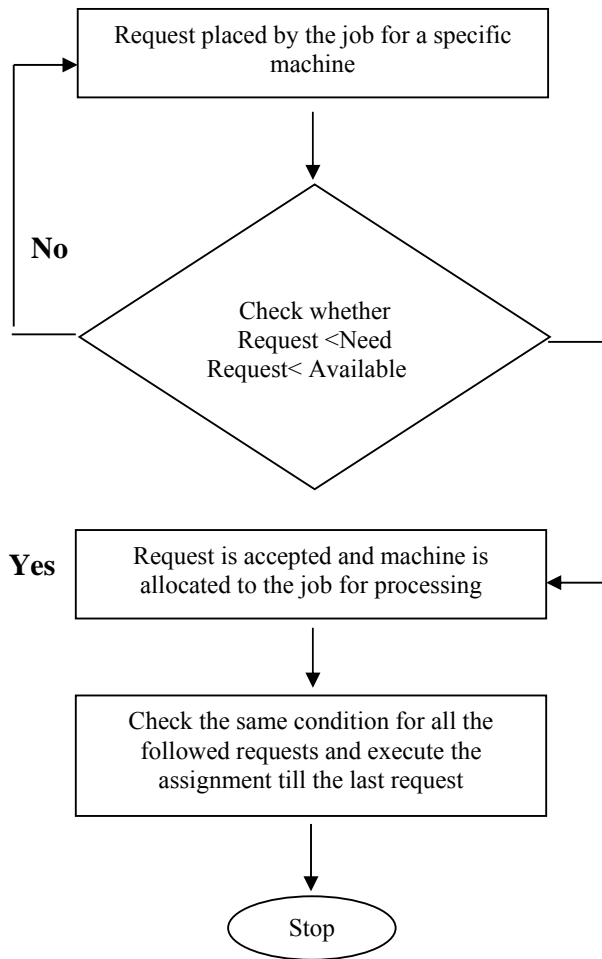 Request placed by the job for a specific
machine
No
Check whether
Request <Need
Request< Available
Yes
Request is accepted and machine is
allocated to the job for processing
Check the same condition for all the
followed requests and execute the
assignment till the last request
Stop